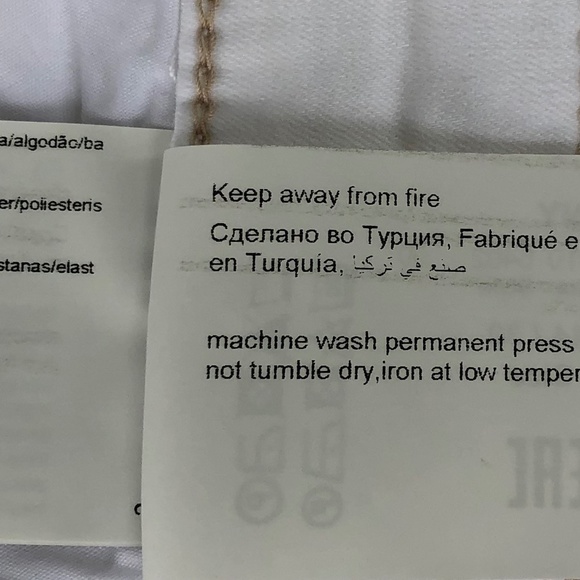 a/algodão/ba
er/poliesteris
stanas/elast
Keep away from fire
Сделано во Турция, Fabriqué e
en Turquía, صنع في تركيا
machine wash permanent press
not tumble dry,iron at low temper